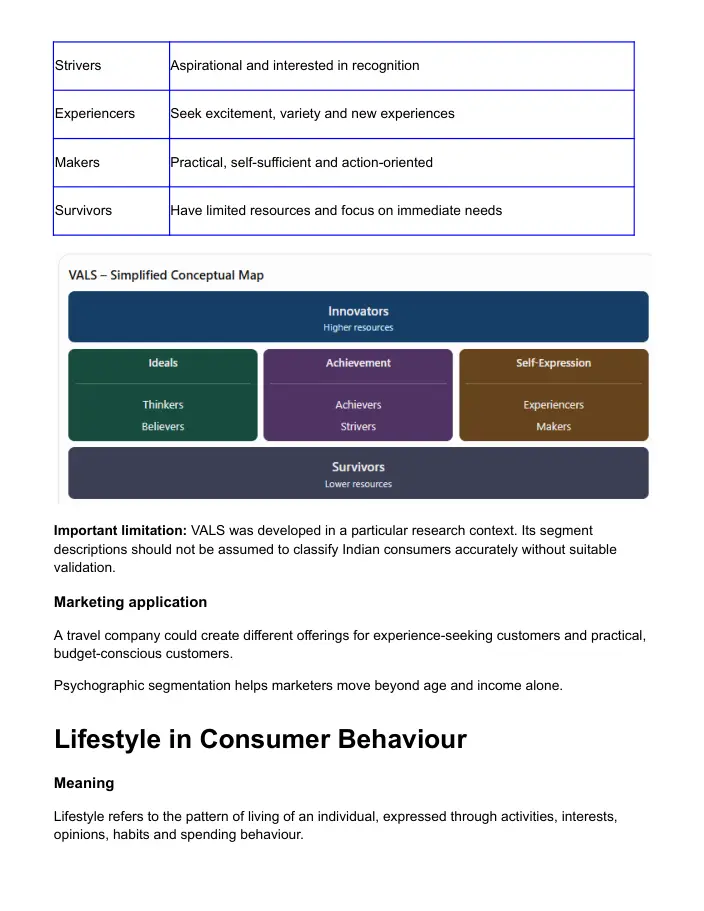 Strivers Aspirational and interested in recognition
Experiencers Seek excitement, variety and new experiences
Makers Practical, self-sufficient and action-oriented
Survivors Have limited resources and focus on immediate needs
VALS – Simplified Conceptual Map
Innovators
Higher resources
Ideals
Thinkers
Believers
Achievement
Achievers
Strivers
Self-Expression
Experiencers
Makers
Survivors
Lower resources
Important limitation: VALS was developed in a particular research context. Its segment
descriptions should not be assumed to classify Indian consumers accurately without suitable
validation.
Marketing application
A travel company could create different offerings for experience-seeking customers and practical,
budget-conscious customers.
Psychographic segmentation helps marketers move beyond age and income alone.
Lifestyle in Consumer Behaviour
Meaning
Lifestyle refers to the pattern of living of an individual, expressed through activities, interests,
opinions, habits and spending behaviour.